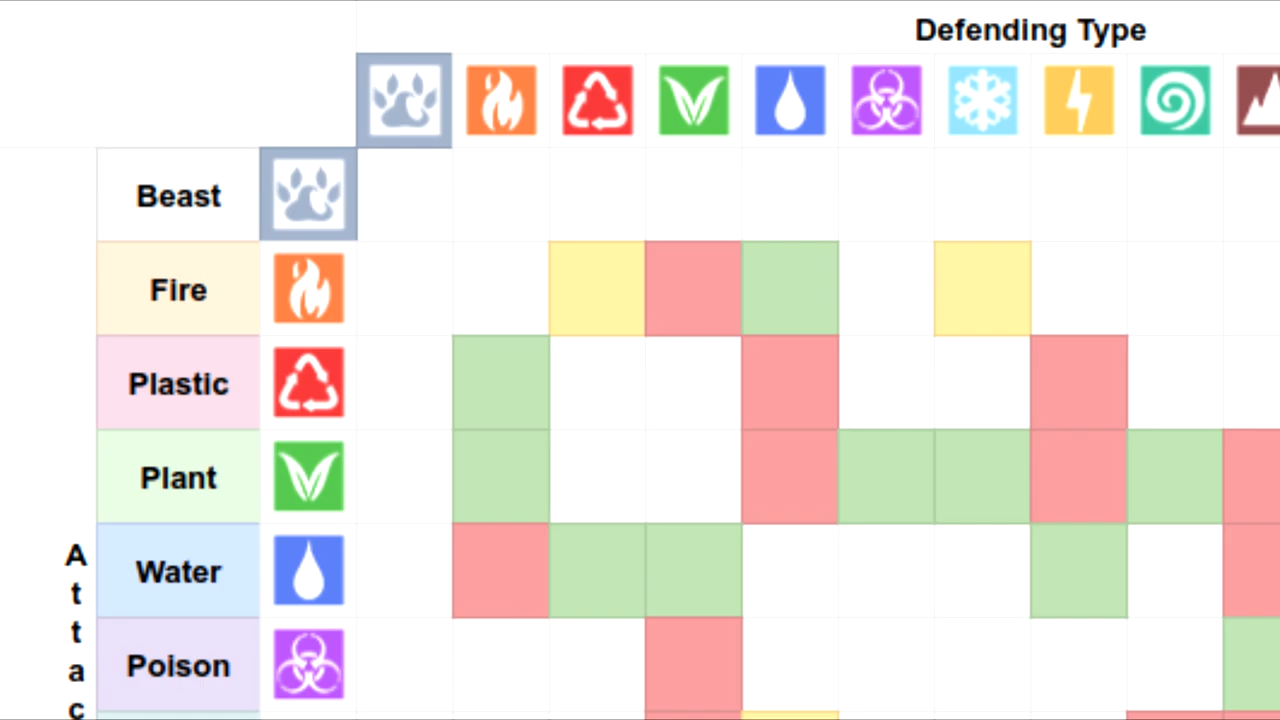 Defending Type
Beast
Fire
Plastic
Plant
Water
Poison
A
t
t
a
c